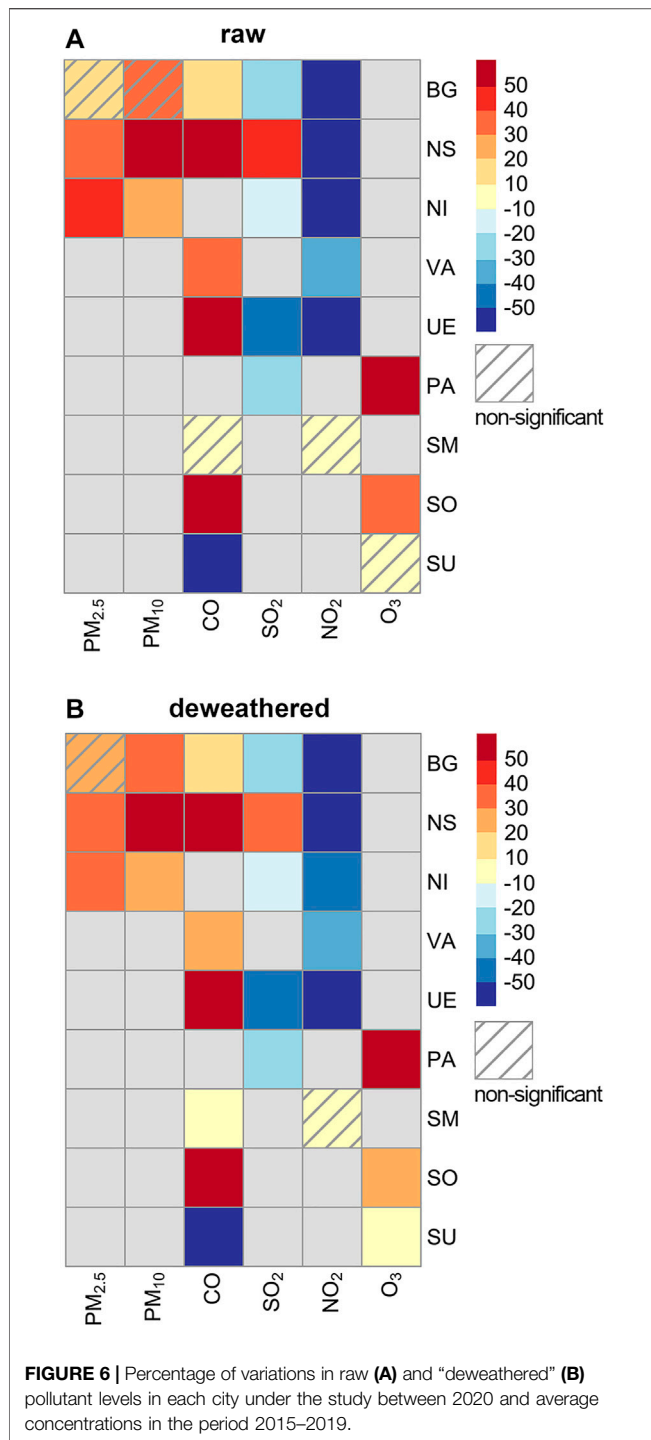 A raw
50
40
30
20
10
-10
-20
-30
-40
-50
non-significant
BG
NS
NI
VA
UE
PA
SM
SO
SU
PM2.5 PM10 CO SO2 NO2 O3
B deweathered
50
40
30
20
10
-10
-20
-30
-40
-50
non-significant
BG
NS
NI
VA
UE
PA
SM
SO
SU
PM2.5 PM10 CO SO2 NO2 O3
FIGURE 6 | Percentage of variations in raw (A) and “deweathered” (B)
pollutant levels in each city under the study between 2020 and average
concentrations in the period 2015–2019.